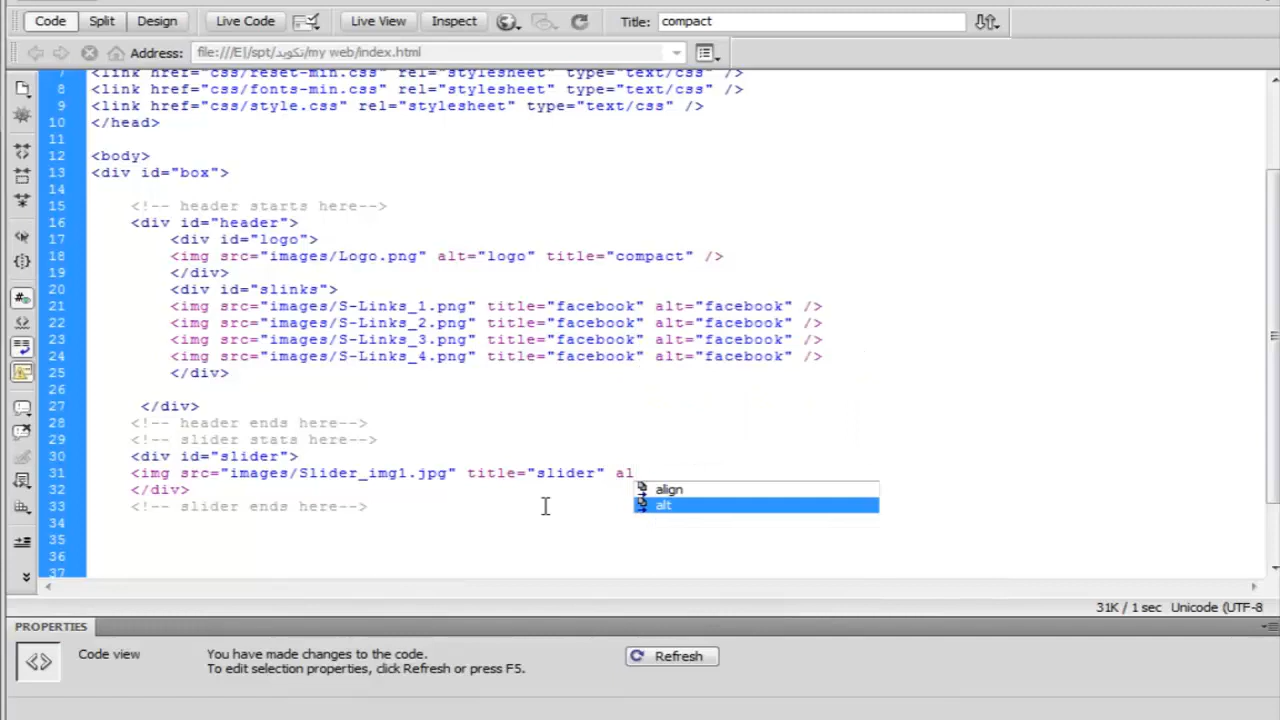 Code Split Design Live Code Live View Inspect Title: compact
Address: file:///E|/spt/تكويد/my web/index.html
7 <link href="css/reset-min.css" rel="stylesheet" type="text/css" />
8 <link href="css/fonts-min.css" rel="stylesheet" type="text/css" />
9 <link href="css/style.css" rel="stylesheet" type="text/css" />
10 </head>
11
12 <body>
13 <div id="box">
14
15 <!-- header starts here-->
16 <div id="header">
17 <div id="logo">
18 <img src="images/Logo.png" alt="logo" title="compact" />
19 </div>
20 <div id="slinks">
21 <img src="images/S-Links_1.png" title="facebook" alt="facebook" />
22 <img src="images/S-Links_2.png" title="facebook" alt="facebook" />
23 <img src="images/S-Links_3.png" title="facebook" alt="facebook" />
24 <img src="images/S-Links_4.png" title="facebook" alt="facebook" />
25 </div>
26
27 </div>
28 <!-- header ends here-->
29 <!-- slider stats here-->
30 <div id="slider">
31 <img src="images/Slider_img1.jpg" title="slider" al
align
32 </div>
alt
33 <!-- slider ends here-->
34
35
36
37
31K / 1 sec Unicode (UTF-8
PROPERTIES
Code view You have made changes to the code.
To edit selection properties, click Refresh or press F5.
Refresh